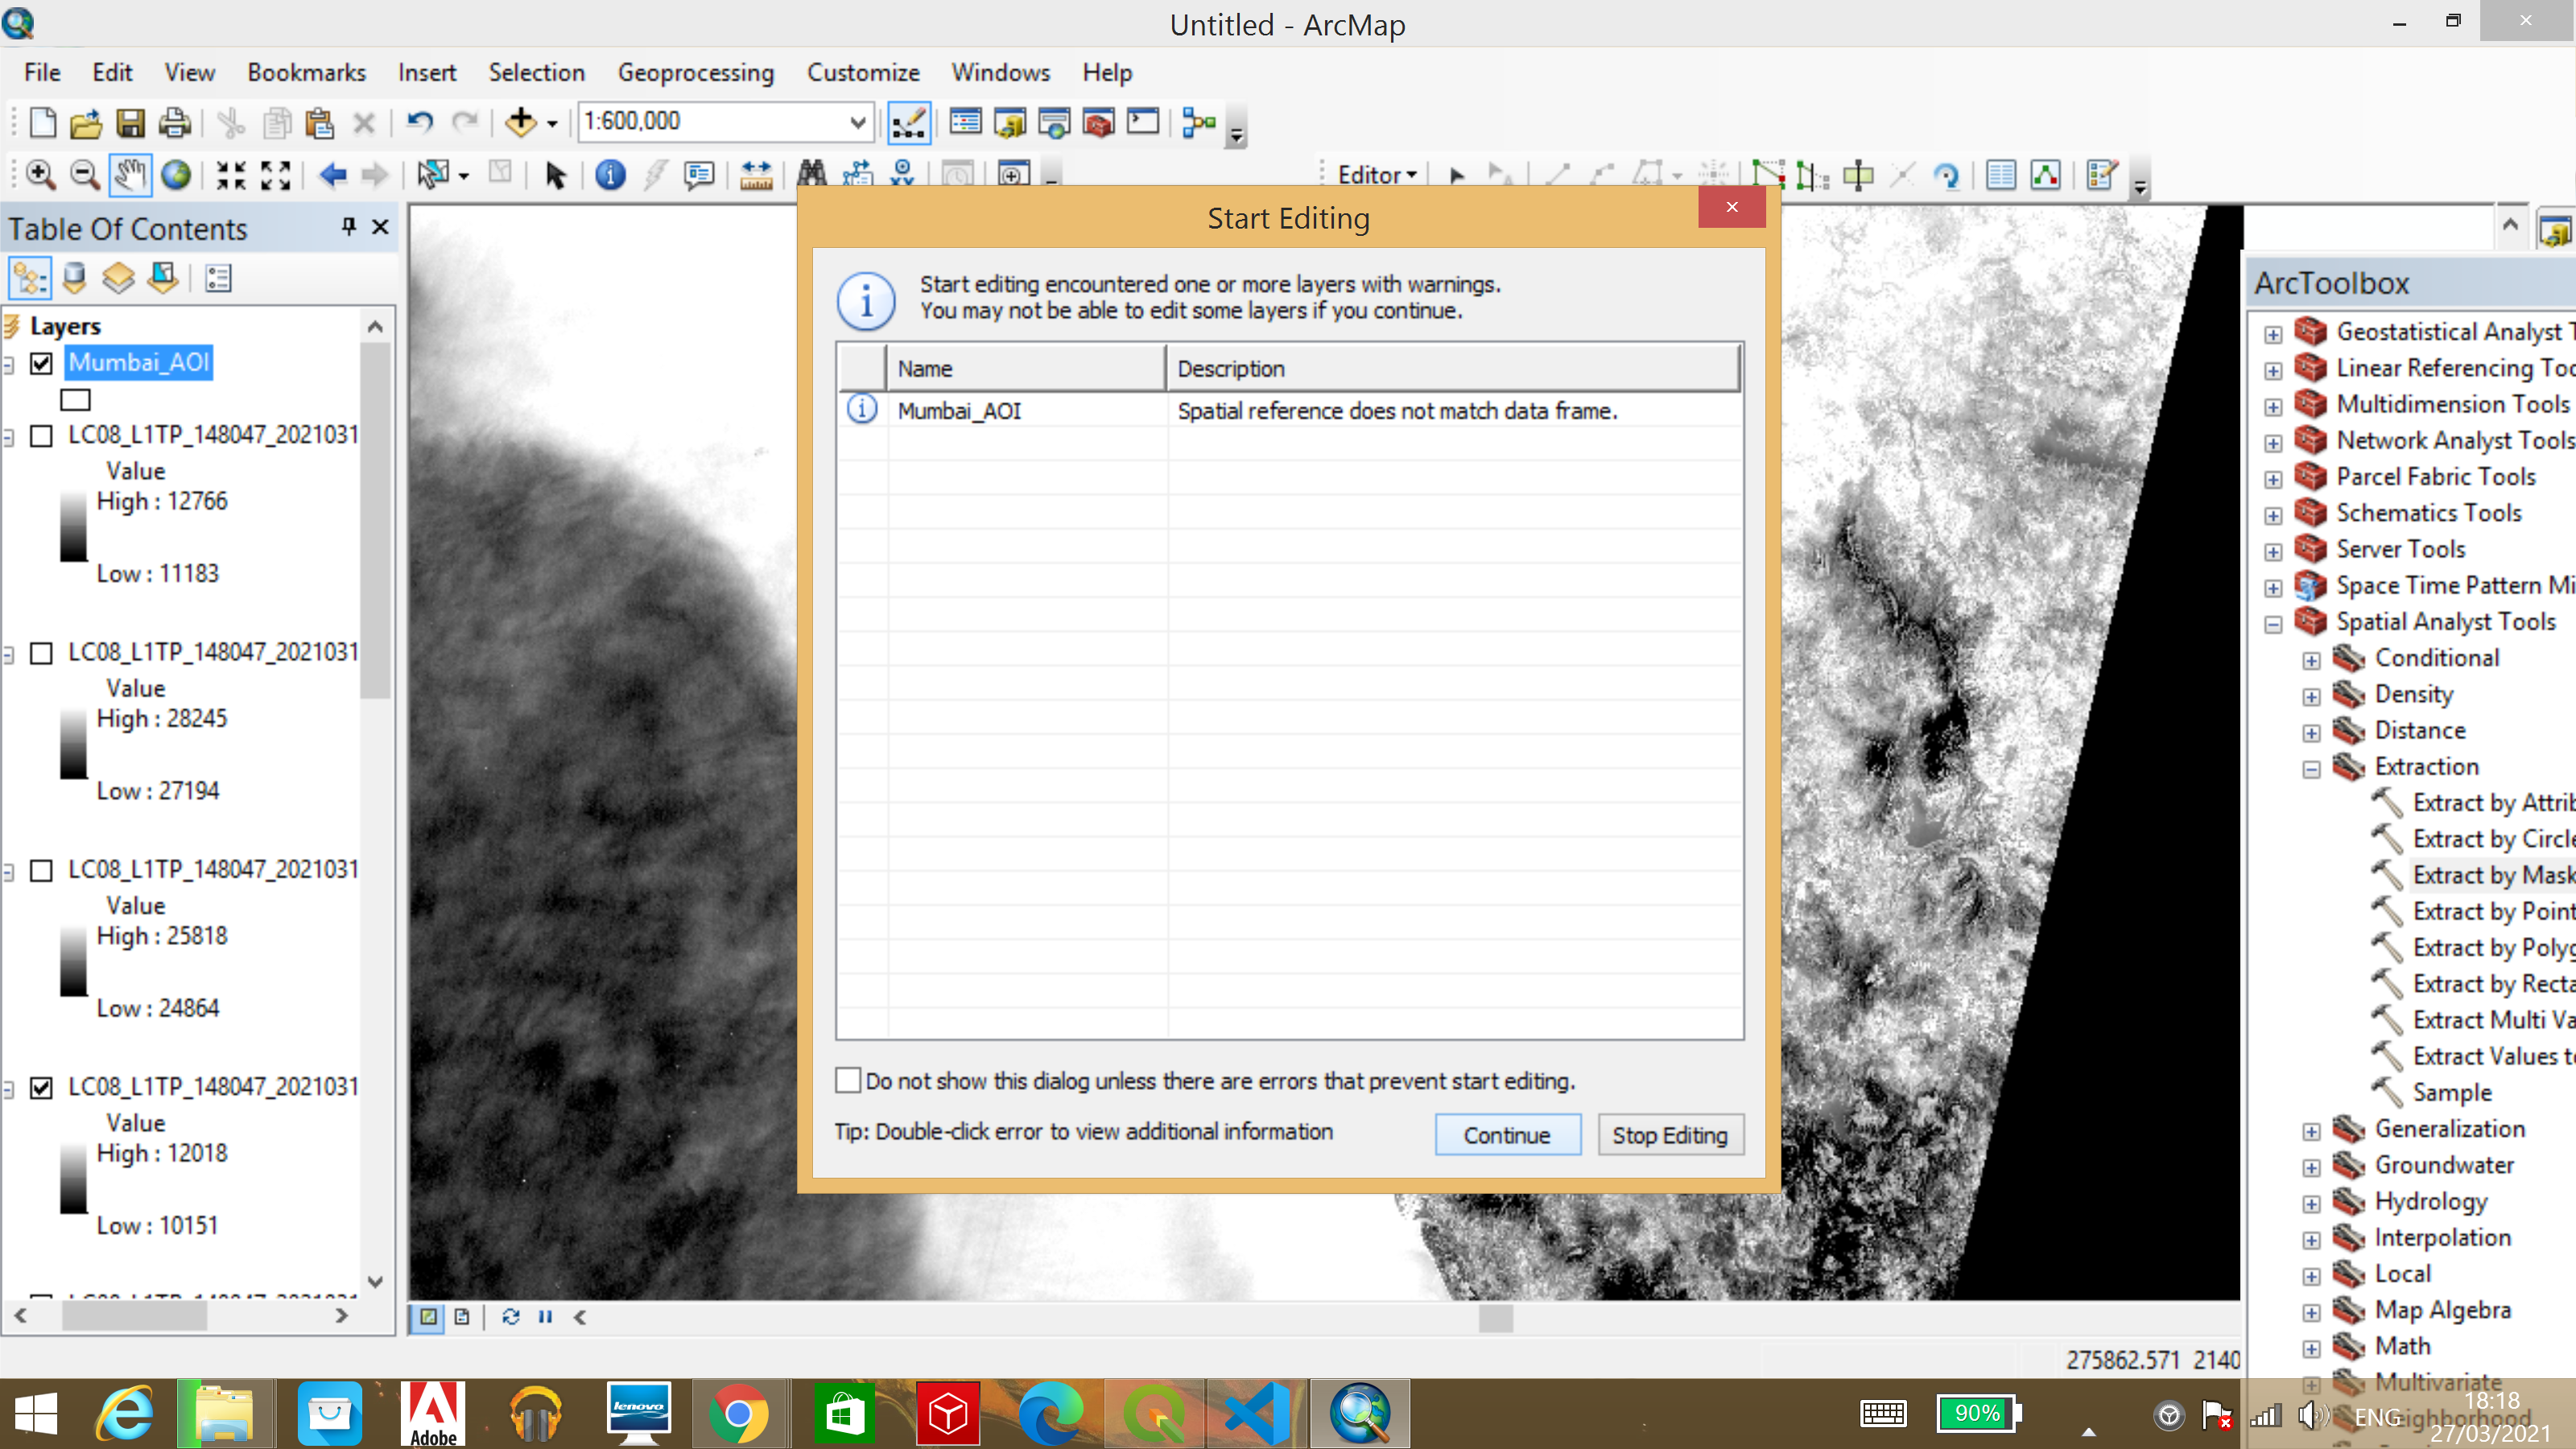 Untitled - ArcMap
File Edit View Bookmarks Insert Selection Geoprocessing Customize Windows Help
1:600,000
Editor
Table Of Contents
Layers
Mumbai_AOI
LC08_L1TP_148047_2021031
Value
High : 12766
Low : 11183
LC08_L1TP_148047_2021031
Value
High : 28245
Low : 27194
LC08_L1TP_148047_2021031
Value
High : 25818
Low : 24864
LC08_L1TP_148047_2021031
Value
High : 12018
Low : 10151
Start Editing
Start editing encountered one or more layers with warnings.
You may not be able to edit some layers if you continue.
Name Description
Mumbai_AOI Spatial reference does not match data frame.
Do not show this dialog unless there are errors that prevent start editing.
Tip: Double-click error to view additional information
Continue Stop Editing
ArcToolbox
Geostatistical Analyst T
Linear Referencing Too
Multidimension Tools
Network Analyst Tools
Parcel Fabric Tools
Schematics Tools
Server Tools
Space Time Pattern Mi
Spatial Analyst Tools
Conditional
Density
Distance
Extraction
Extract by Attrib
Extract by Circle
Extract by Mask
Extract by Point
Extract by Polyg
Extract by Recta
Extract Multi Va
Extract Values to
Sample
Generalization
Groundwater
Hydrology
Interpolation
Local
Map Algebra
Math
Multivariate
Neighborhood
275862.571 2140
Adobe
lenovo
90%
ENG
18:18
27/03/2021